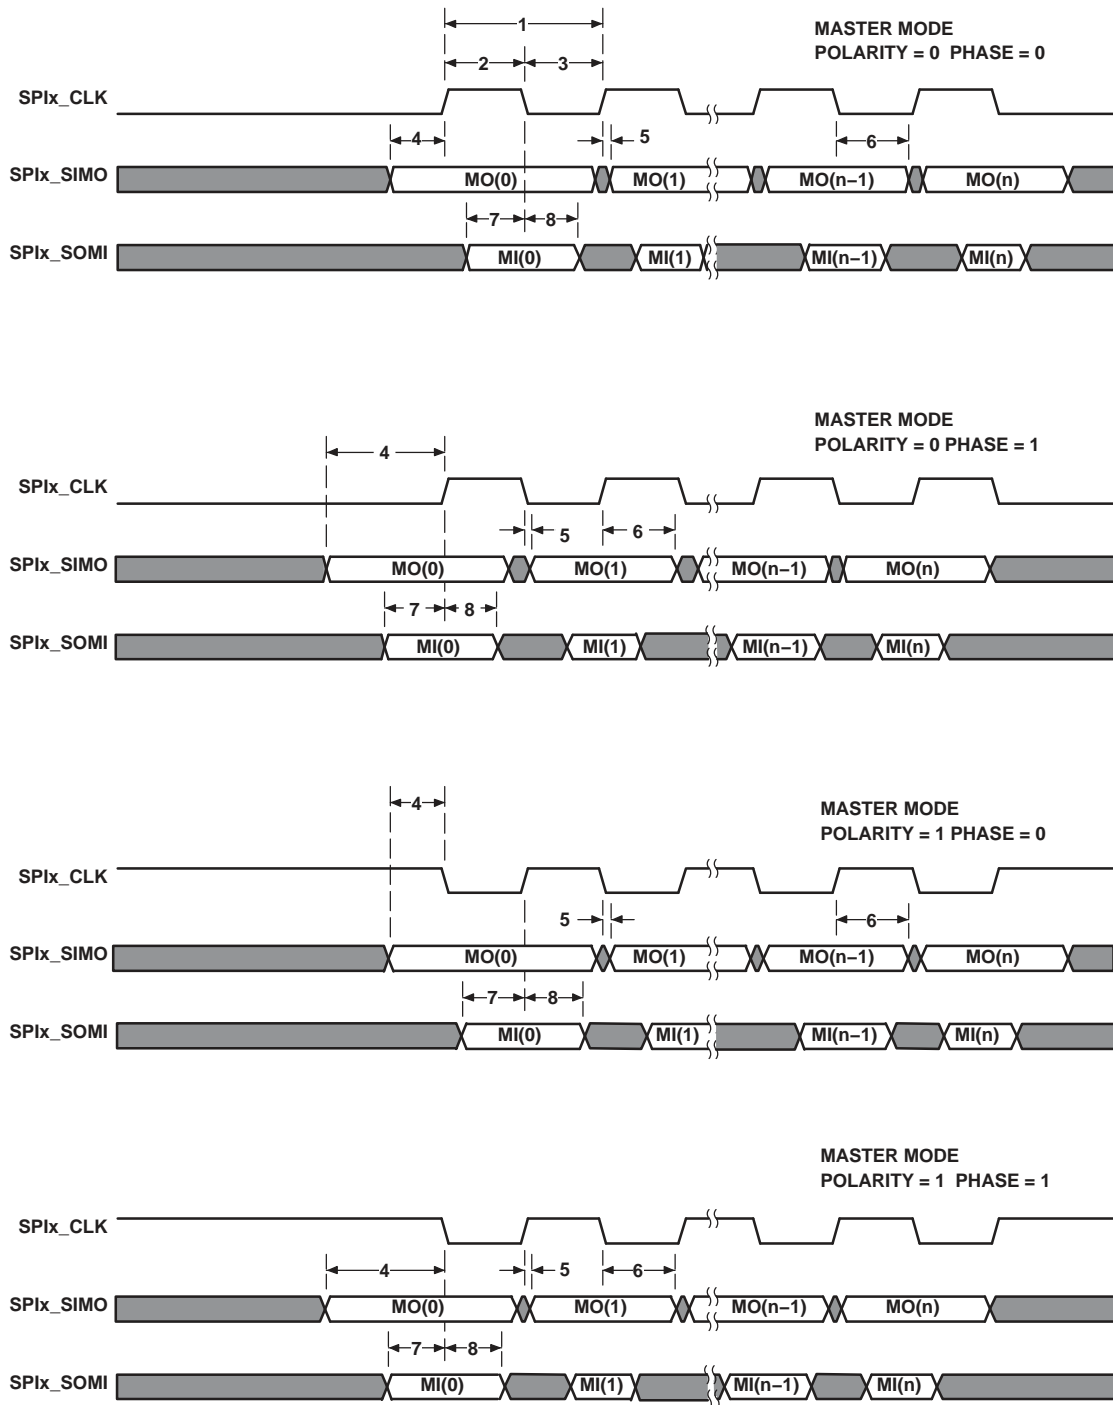 1
MASTER MODE
POLARITY = 0 PHASE = 0
2 3
SPIx_CLK
4 5 6
SPIx_SIMO MO(0) MO(1) MO(n−1) MO(n)
7 8
SPIx_SOMI MI(0) MI(1) MI(n−1) MI(n)
MASTER MODE
POLARITY = 0 PHASE = 1
4
SPIx_CLK
5 6
SPIx_SIMO MO(0) MO(1) MO(n−1) MO(n)
7 8
SPIx_SOMI MI(0) MI(1) MI(n−1) MI(n)
4
MASTER MODE
POLARITY = 1 PHASE = 0
SPIx_CLK
5 6
SPIx_SIMO MO(0) MO(1) MO(n−1) MO(n)
7 8
SPIx_SOMI MI(0) MI(1) MI(n−1) MI(n)
MASTER MODE
POLARITY = 1 PHASE = 1
SPIx_CLK
4 5 6
SPIx_SIMO MO(0) MO(1) MO(n−1) MO(n)
7 8
SPIx_SOMI MI(0) MI(1) MI(n−1) MI(n)